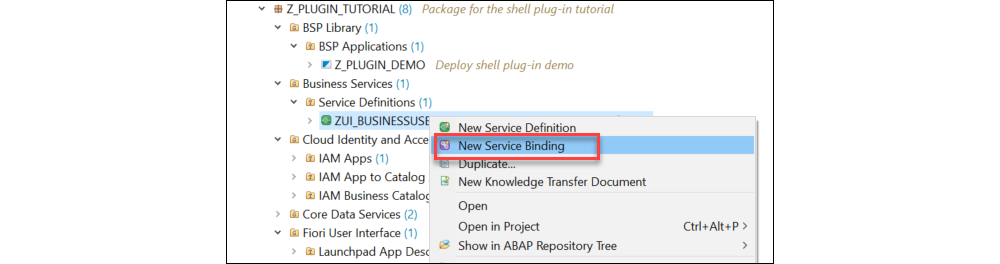 Z_PLUGIN_TUTORIAL (8) Package for the shell plug-in tutorial
BSP Library (1)
BSP Applications (1)
Z_PLUGIN_DEMO Deploy shell plug-in demo
Business Services (1)
Service Definitions (1)
ZUI_BUSINESSUSE
New Service Definition
Cloud Identity and Acce
New Service Binding
IAM Apps (1)
Duplicate...
IAM App to Catalog
New Knowledge Transfer Document
IAM Business Catalog
Open
Core Data Services (2)
Open in Project Ctrl+Alt+P
Fiori User Interface (1)
Show in ABAP Repository Tree
Launchpad App Desc